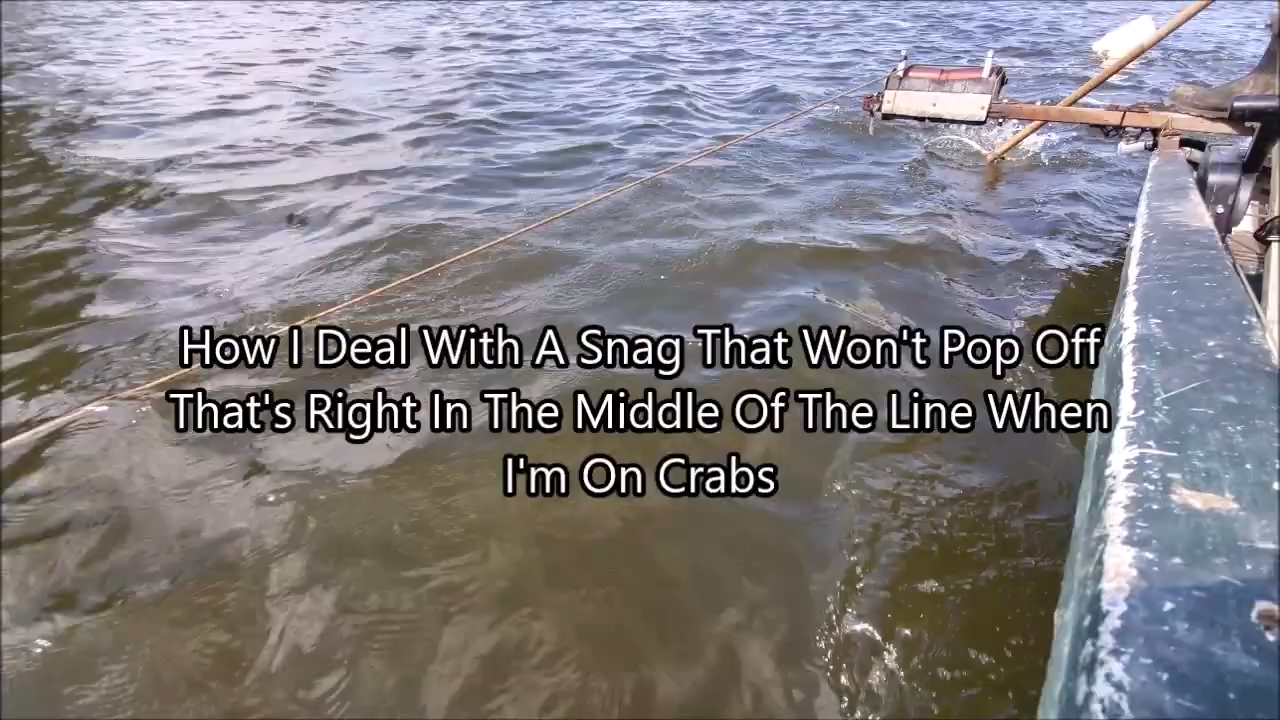 How I Deal With A Snag That Won't Pop Off
That's Right In The Middle Of The Line When
I'm On Crabs